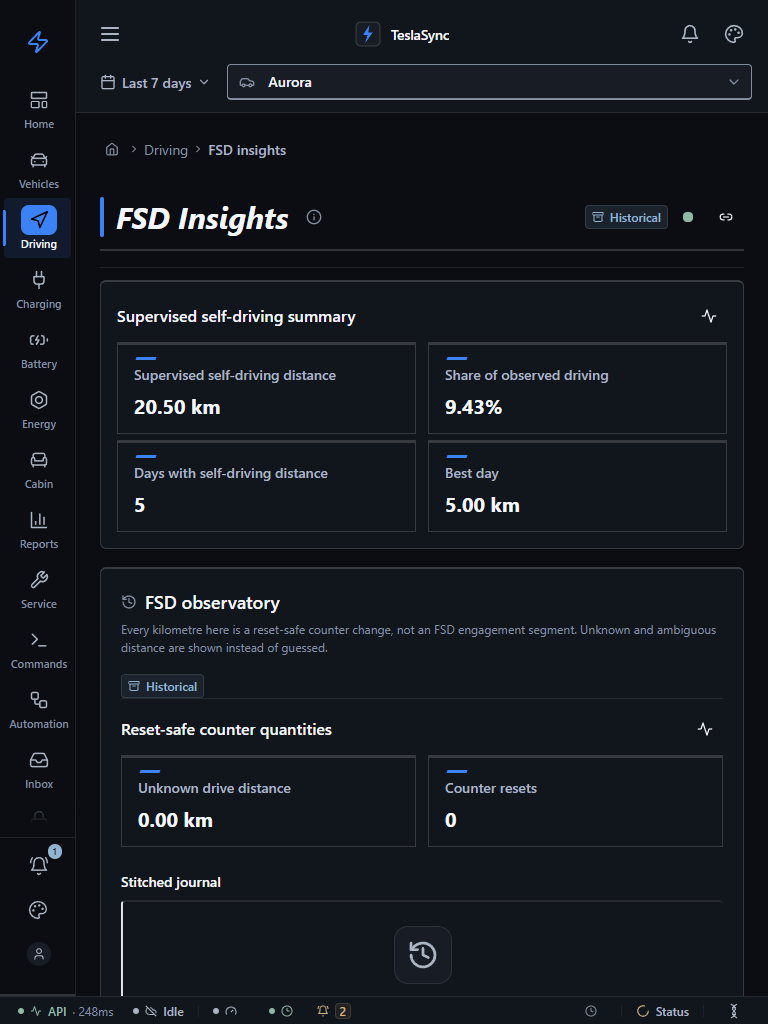 TeslaSync
Last 7 days
Aurora
Home
Vehicles
Driving
Charging
Battery
Energy
Cabin
Reports
Service
Commands
Automation
Inbox
1
Driving
FSD insights
FSD Insights
Historical
Supervised self-driving summary
Supervised self-driving distance
20.50 km
Share of observed driving
9.43%
Days with self-driving distance
5
Best day
5.00 km
FSD observatory
Every kilometre here is a reset-safe counter change, not an FSD engagement segment. Unknown and ambiguous
distance are shown instead of guessed.
Historical
Reset-safe counter quantities
Unknown drive distance
0.00 km
Counter resets
0
Stitched journal
API · 248ms
Idle
2
Status